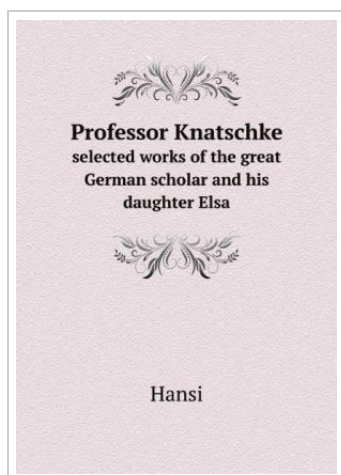 Professor Knatschke
selected works of the great
German scholar and his
daughter Elsa
Hansi